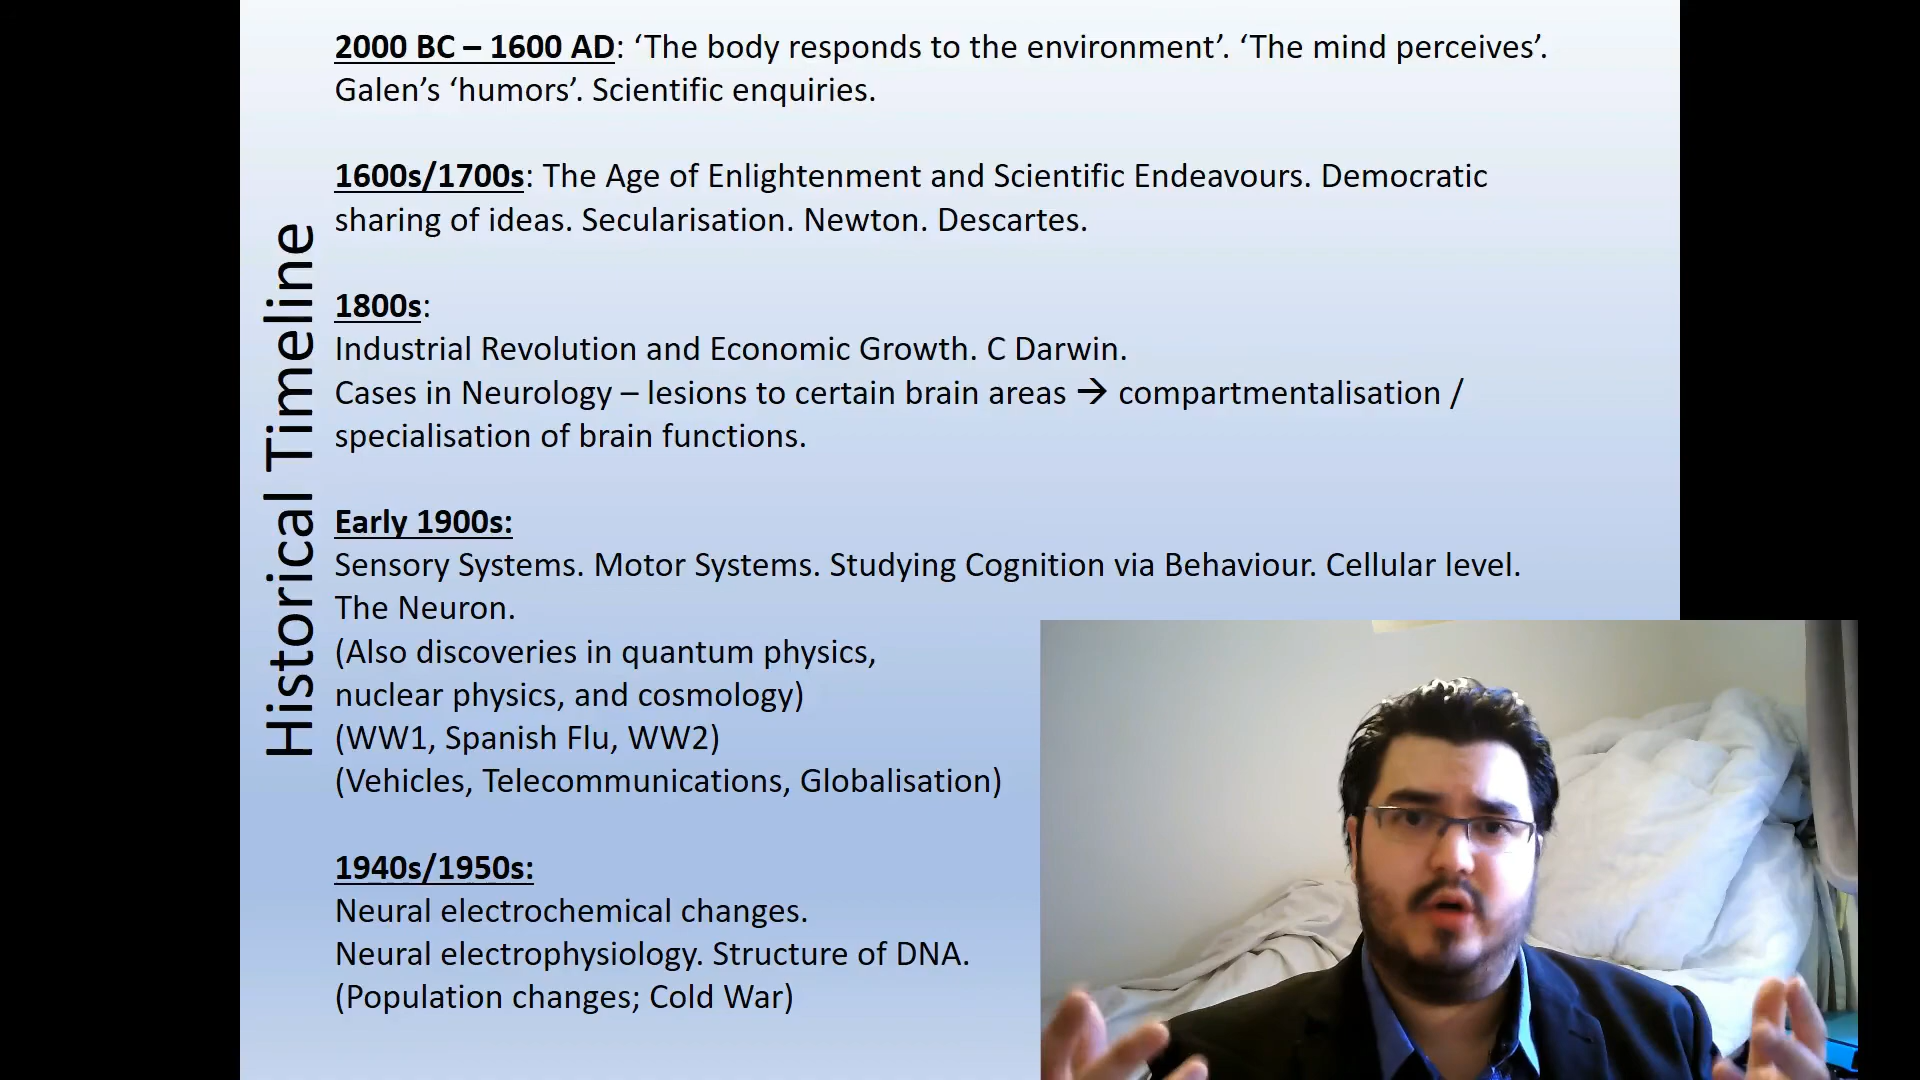 Historical Timeline
2000 BC – 1600 AD: ‘The body responds to the environment’. ‘The mind perceives’.
Galen’s ‘humors’. Scientific enquiries.
1600s/1700s: The Age of Enlightenment and Scientific Endeavours. Democratic
sharing of ideas. Secularisation. Newton. Descartes.
1800s:
Industrial Revolution and Economic Growth. C Darwin.
Cases in Neurology – lesions to certain brain areas → compartmentalisation /
specialisation of brain functions.
Early 1900s:
Sensory Systems. Motor Systems. Studying Cognition via Behaviour. Cellular level.
The Neuron.
(Also discoveries in quantum physics,
nuclear physics, and cosmology)
(WW1, Spanish Flu, WW2)
(Vehicles, Telecommunications, Globalisation)
1940s/1950s:
Neural electrochemical changes.
Neural electrophysiology. Structure of DNA.
(Population changes; Cold War)